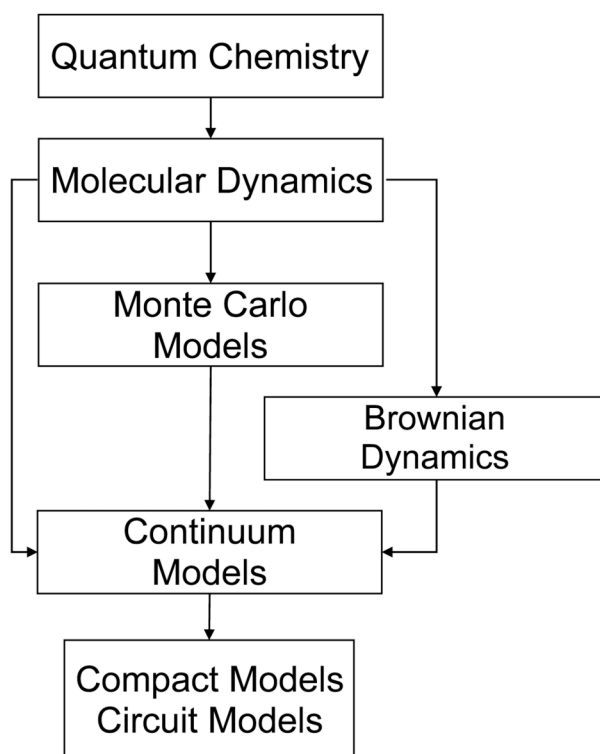 Quantum Chemistry
Molecular Dynamics
Monte Carlo
Models
Brownian
Dynamics
Continuum
Models
Compact Models
Circuit Models